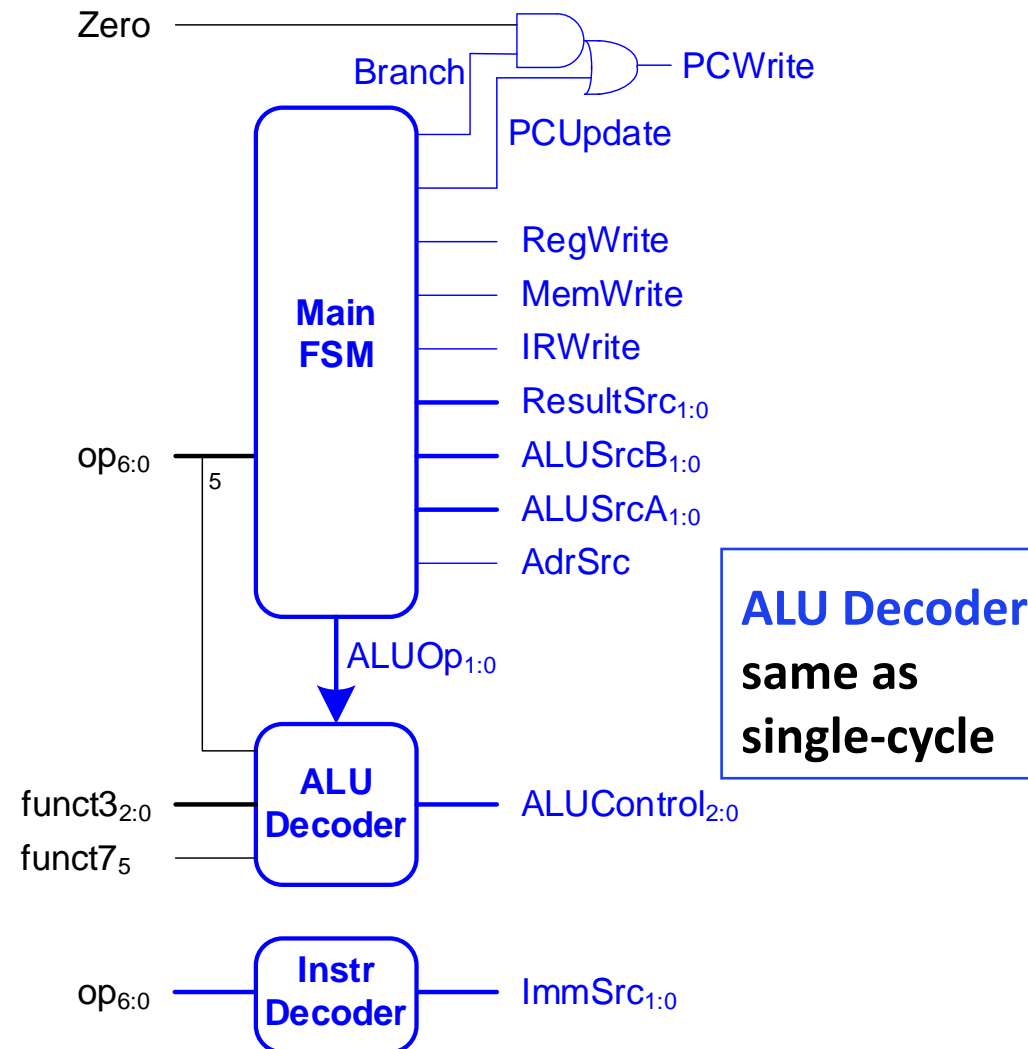 Zero
Branch
PCWrite
PCUpdate
RegWrite
MemWrite
Main
FSM
IRWrite
ResultSrc1:0
op6:0
5
ALUSrcB1:0
ALUSrcA1:0
AdrSrc
ALUOp1:0
ALU Decoder
same as
single-cycle
funct32:0
funct75
ALU
Decoder
ALUControl2:0
op6:0
Instr
Decoder
ImmSrc1:0